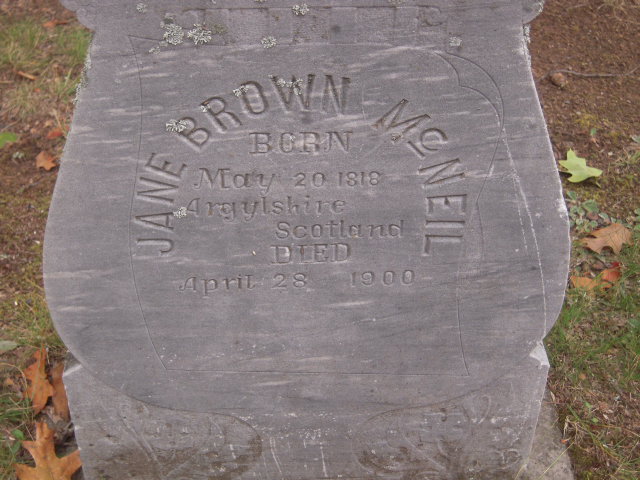 JANE BROWN McNEIL
BORN
May 20 1818
Argylshire
Scotland
DIED
April 28 1900